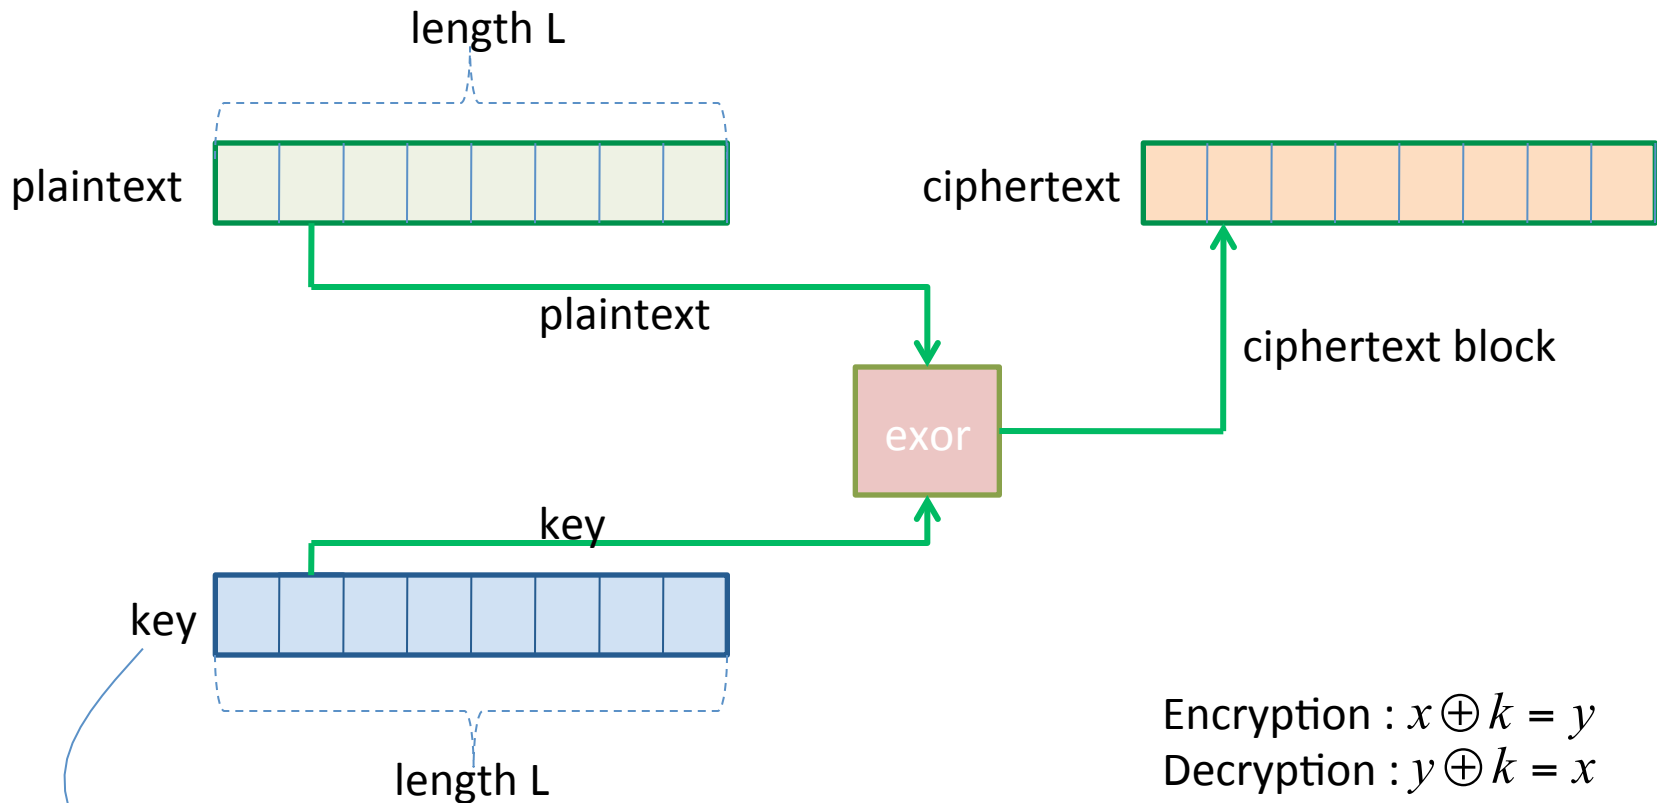 length L
plaintext
ciphertext
plaintext
ciphertext block
exor
key
key
length L
Encryption : x ⊕ k = y
Decryption : y ⊕ k = x